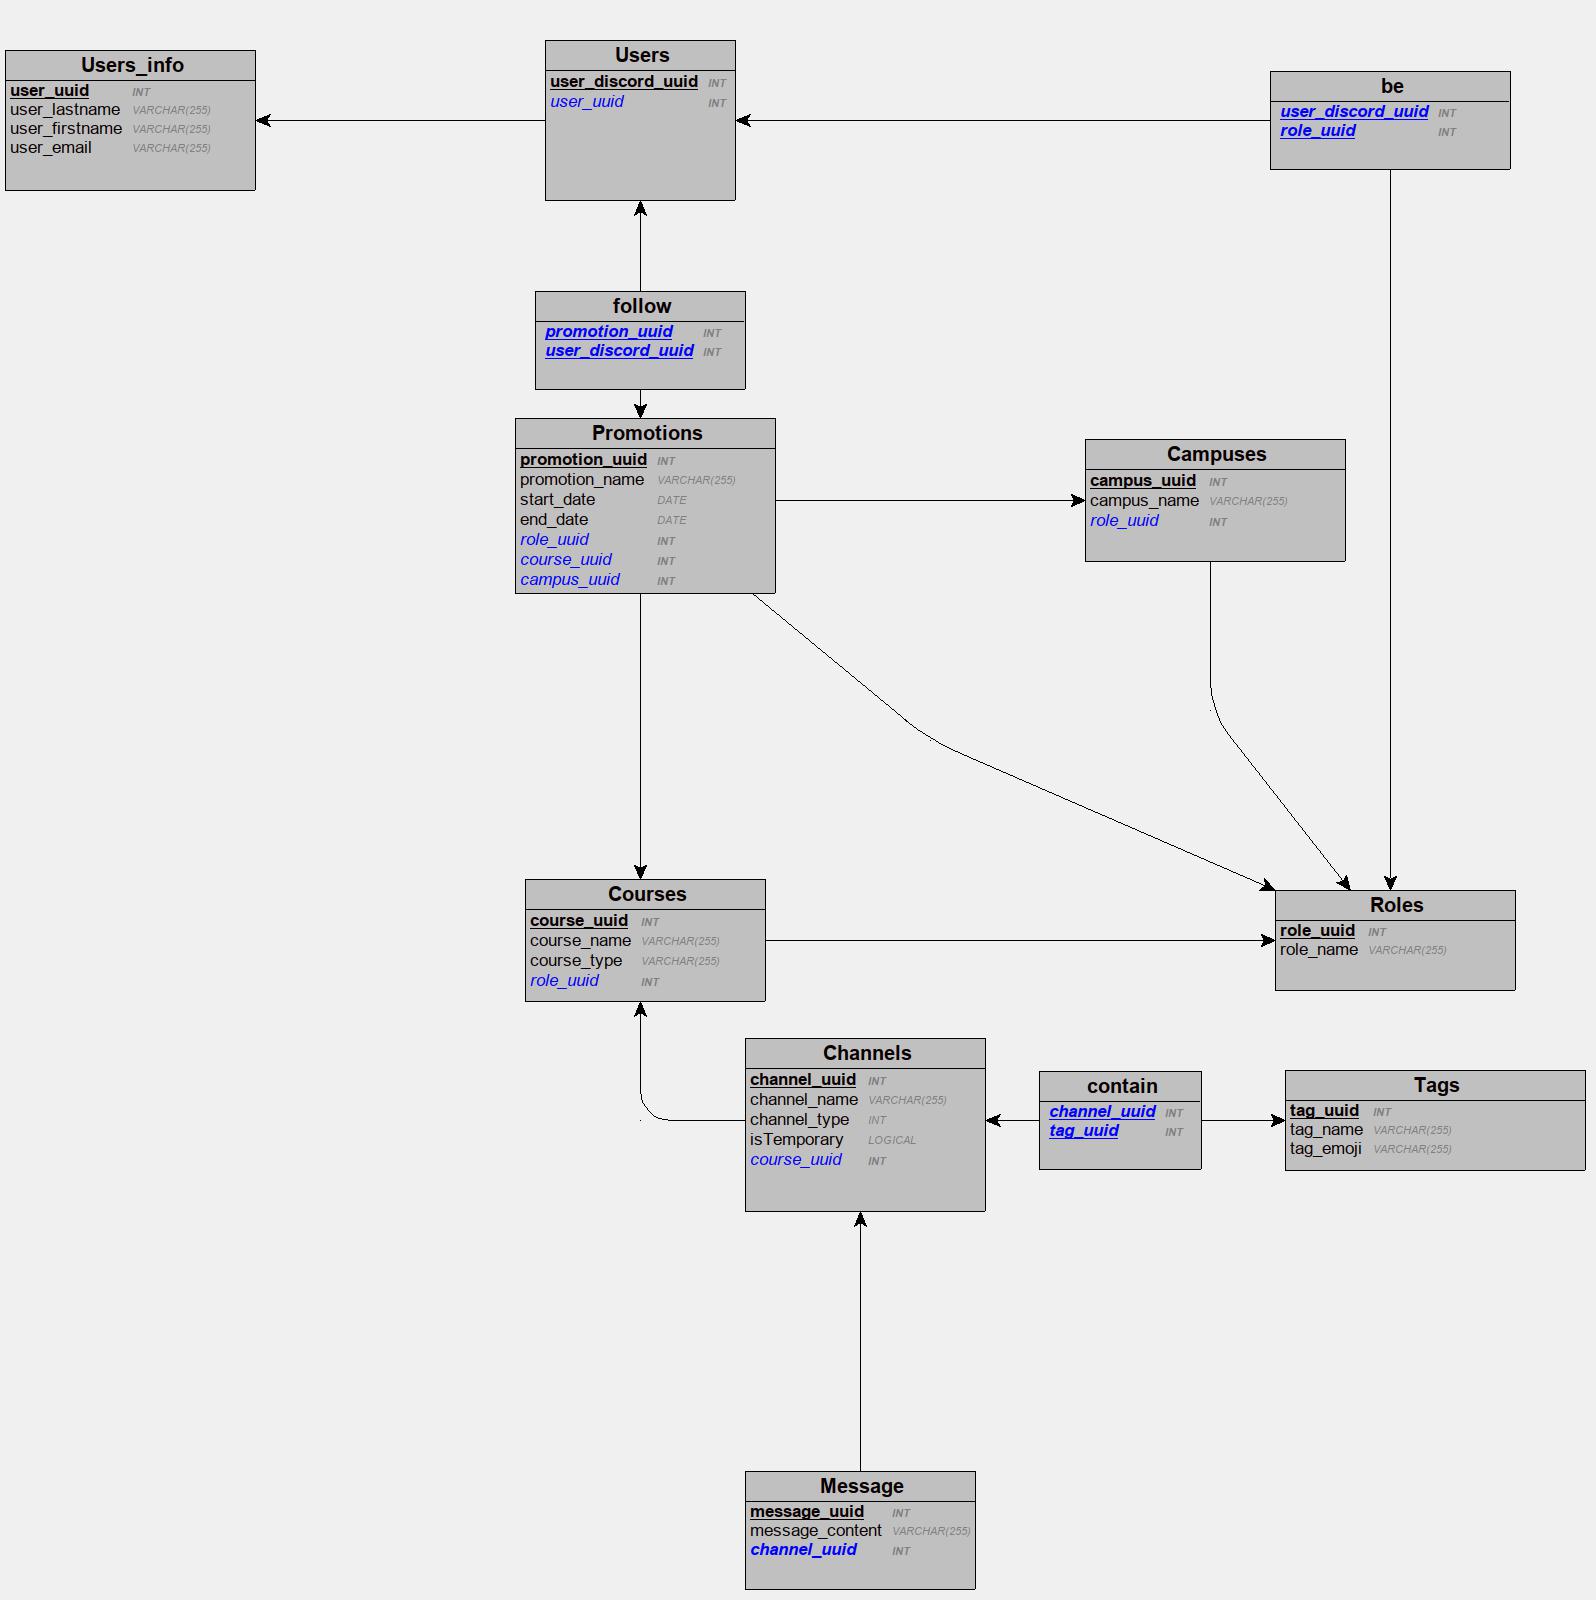 Users_info
user_uuid INT
user_lastname VARCHAR(255)
user_firstname VARCHAR(255)
user_email VARCHAR(255)
Users
user_discord_uuid INT
user_uuid INT
be
user_discord_uuid INT
role_uuid INT
follow
promotion_uuid INT
user_discord_uuid INT
Promotions
promotion_uuid INT
promotion_name VARCHAR(255)
start_date DATE
end_date DATE
role_uuid INT
course_uuid INT
campus_uuid INT
Campuses
campus_uuid INT
campus_name VARCHAR(255)
role_uuid INT
Courses
course_uuid INT
course_name VARCHAR(255)
course_type VARCHAR(255)
role_uuid INT
Roles
role_uuid INT
role_name VARCHAR(255)
Channels
channel_uuid INT
channel_name VARCHAR(255)
channel_type INT
isTemporary LOGICAL
course_uuid INT
contain
channel_uuid INT
tag_uuid INT
Tags
tag_uuid INT
tag_name VARCHAR(255)
tag_emoji VARCHAR(255)
Message
message_uuid INT
message_content VARCHAR(255)
channel_uuid INT